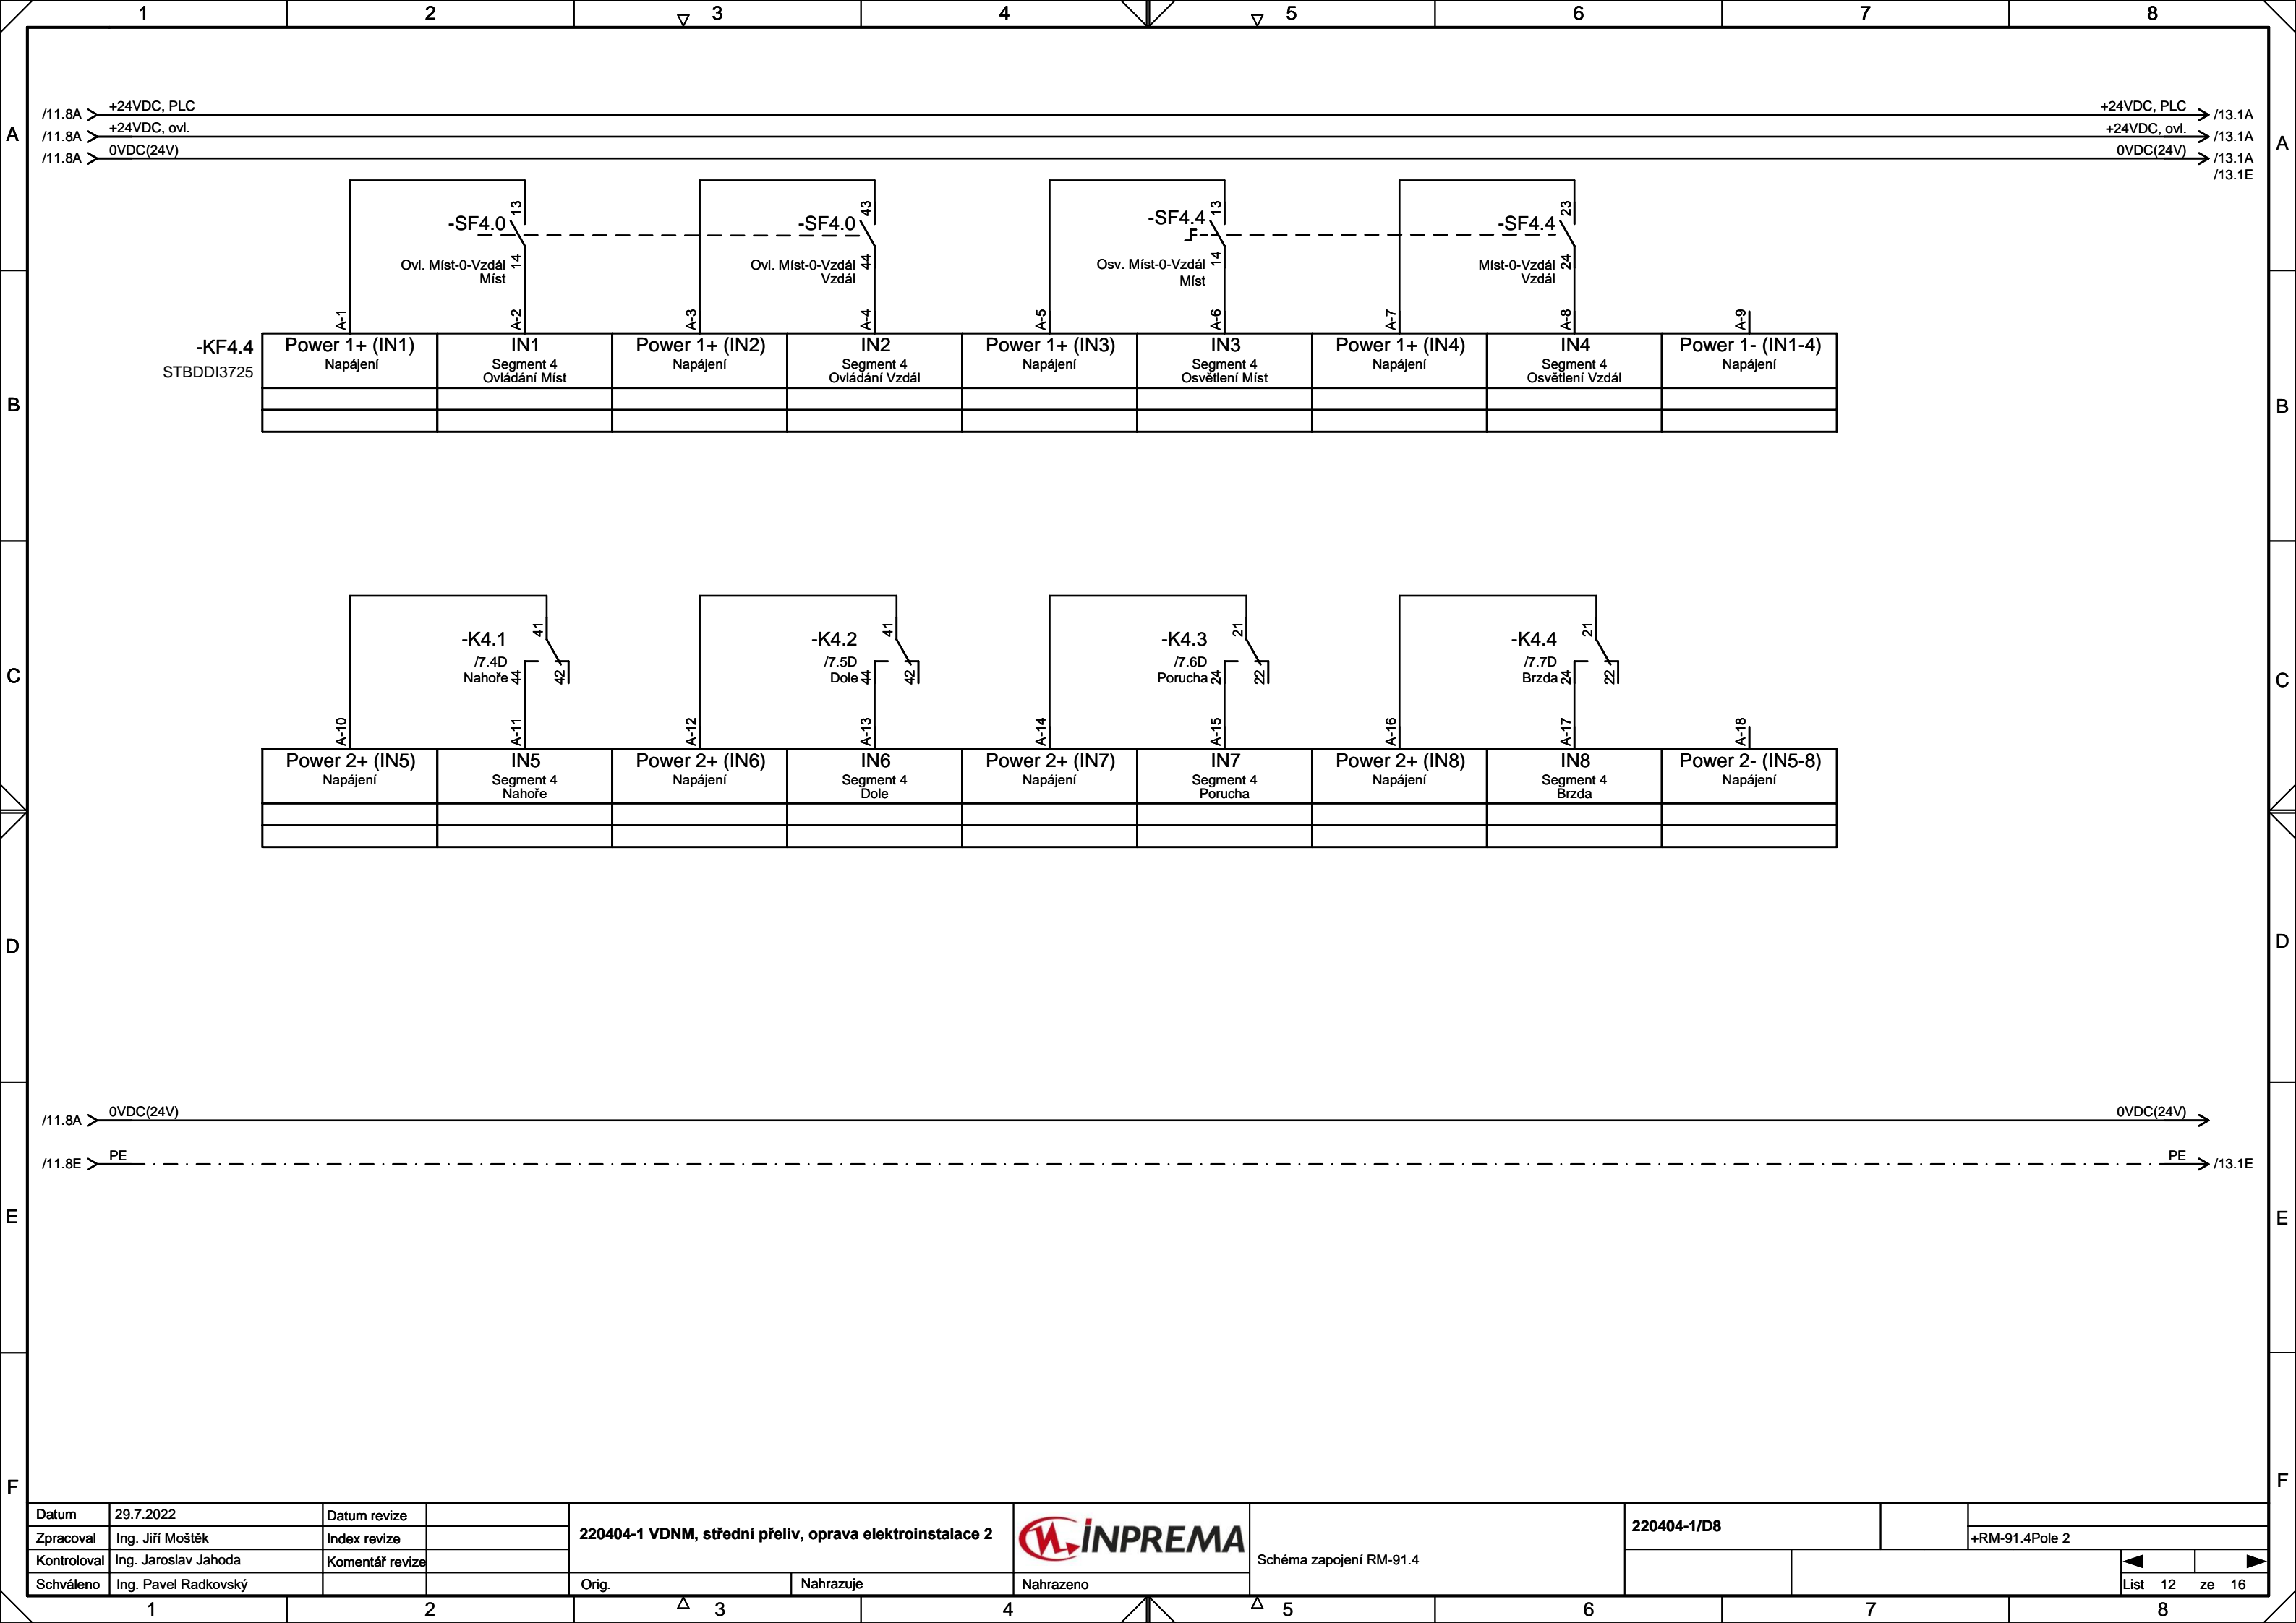 1 2 3 4 5 6 7 8
A A
B B
C C
D D
E E
F F
/11.8A +24VDC, PLC +24VDC, PLC /13.1A
/11.8A +24VDC, ovl. +24VDC, ovl. /13.1A
/11.8A 0VDC(24V) 0VDC(24V) /13.1A
/13.1E
-SF4.0 13 -SF4.0 43 -SF4.4 13 -SF4.4 23
Ovl. Míst-0-Vzdál 14 Ovl. Míst-0-Vzdál 44 Osv. Míst-0-Vzdál 14 Míst-0-Vzdál 24
Míst Vzdál Míst Vzdál
A-1 A-2 A-3 A-4 A-5 A-6 A-7 A-8 A-9
-KF4.4 Power 1+ (IN1) IN1 Power 1+ (IN2) IN2 Power 1+ (IN3) IN3 Power 1+ (IN4) IN4 Power 1- (IN1-4)
STBDDI3725 Napájení Segment 4 Napájení Segment 4 Napájení Segment 4 Napájení Segment 4 Napájení
Ovládání Míst Ovládání Vzdál Osvětlení Míst Osvětlení Vzdál
-K4.1 41 -K4.2 41 -K4.3 21 -K4.4 21
/7.4D /7.5D /7.6D /7.7D
Nahoře 44 42 Dole 44 42 Porucha 24 22 Brzda 24 22
A-10 A-11 A-12 A-13 A-14 A-15 A-16 A-17 A-18
Power 2+ (IN5) IN5 Power 2+ (IN6) IN6 Power 2+ (IN7) IN7 Power 2+ (IN8) IN8 Power 2- (IN5-8)
Napájení Segment 4 Napájení Segment 4 Napájení Segment 4 Napájení Segment 4 Napájení
Nahoře Dole Porucha Brzda
/11.8A 0VDC(24V) 0VDC(24V)
/11.8E PE PE /13.1E
Datum 29.7.2022 Datum revize
Zpracoval Ing. Jiří Moštěk Index revize
Kontroloval Ing. Jaroslav Jahoda Komentář revize
Schváleno Ing. Pavel Radkovský
220404-1 VDNM, střední přeliv, oprava elektroinstalace 2
Orig. Nahrazuje Nahrazeno
INPREMA
Schéma zapojení RM-91.4
220404-1/D8
+RM-91.4Pole 2
List 12 ze 16
1 2 3 4 5 6 7 8